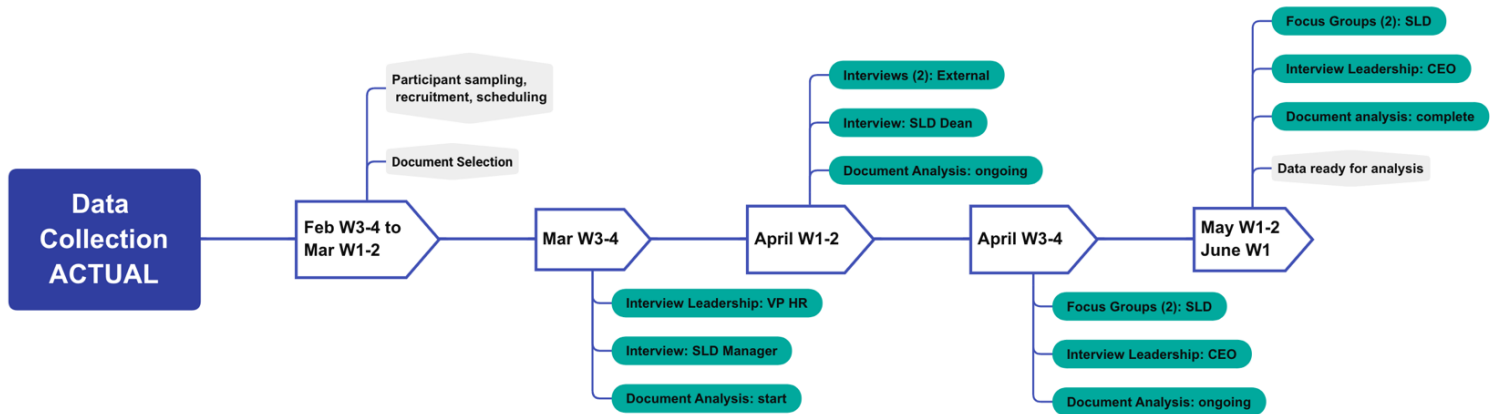 Data
Collection
ACTUAL
Participant sampling,
recruitment, scheduling
Document Selection
Feb W3-4 to
Mar W1-2
Mar W3-4
Interview Leadership: VP HR
Interview: SLD Manager
Document Analysis: start
Interviews (2): External
Interview: SLD Dean
Document Analysis: ongoing
April W1-2
April W3-4
Focus Groups (2): SLD
Interview Leadership: CEO
Document Analysis: ongoing
Focus Groups (2): SLD
Interview Leadership: CEO
Document analysis: complete
Data ready for analysis
May W1-2
June W1